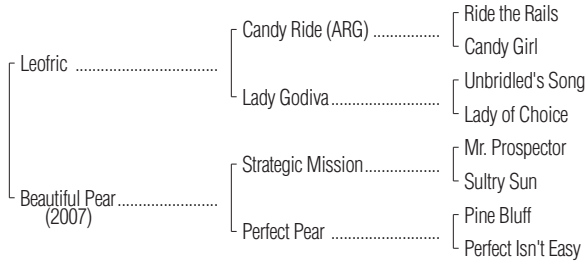 Ride the Rails
Candy Ride (ARG) ..................
Candy Girl
Leofric ......................................
Unbridled's Song
Lady Godiva.............................
Lady of Choice
Mr. Prospector
Strategic Mission....................
Sultry Sun
Beautiful Pear...........................
(2007)
Pine Bluff
Perfect Pear .............................
Perfect Isn't Easy